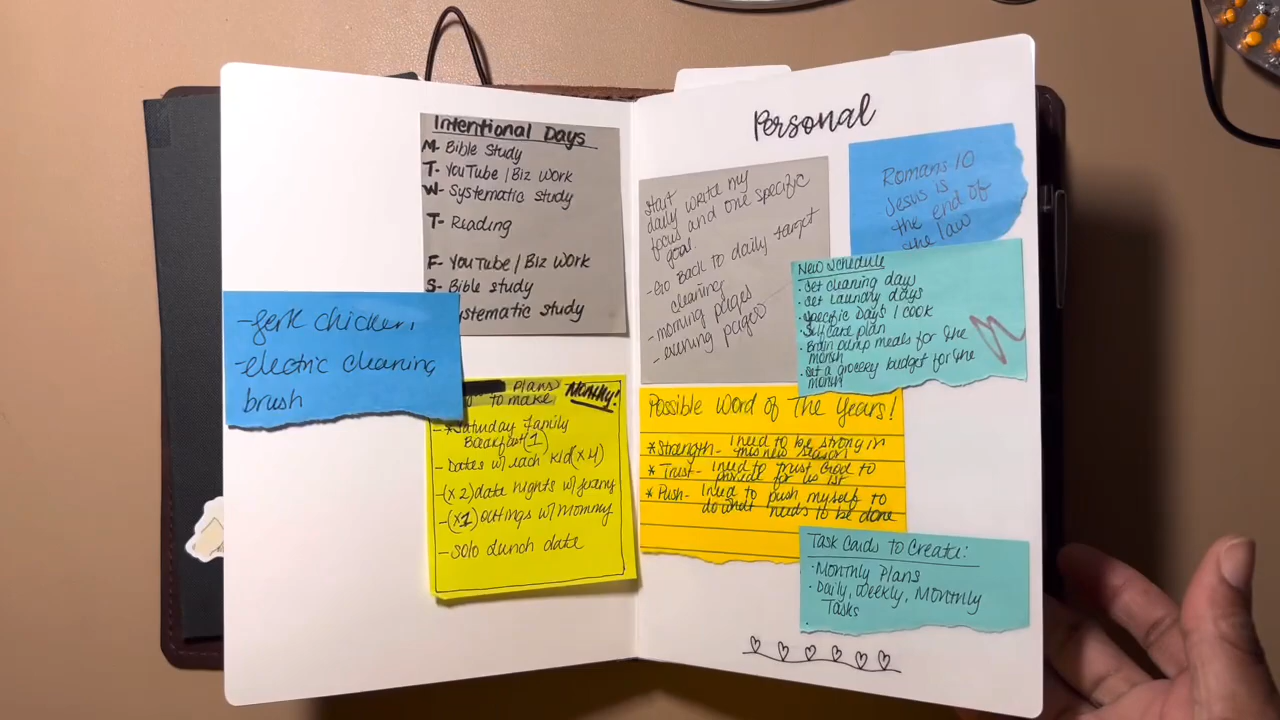 Intentional Days
M- Bible Study
T- YouTube / Biz Work
W- Systematic study
T- Reading
F- YouTube / Biz Work
S- Bible study
ystematic study
-Jerk chicken
-electric cleaning
brush
Plans
to make
Monthly!
- *Saturday Family
(1)
- Dates w/ each kid (x4)
- (x2) date nights w/ Jeremy
- (x1) outings w/ Mommy
- solo lunch date
Personal
Start
daily write my
focus and one specific
goal.
- Go Back to daily target
cleaning
- morning pages
- evening pages
Romans 10
Jesus is
the end of
the law
New Schedule
· Set cleaning days
· Set Laundry days
· Specific Days I cook
· Self care plan
· Brain dump meals for the
month
· Set a grocery budget for the
month
Possible Word of The Years!
* Strength- I need to be strong in
this new season
* Trust- I need to trust God to
provide for us 1st
* Push- I need to push myself to
do what needs to be done
Task Cards to Create:
· Monthly Plans
· Daily, Weekly, Monthly
Tasks